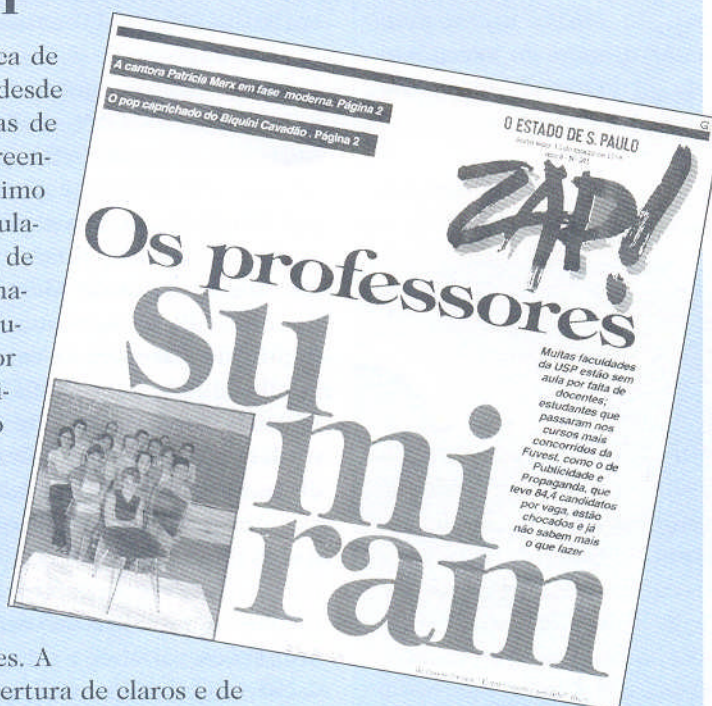 ca de
desde
as de
reen-
imo
ula-
de
na-
u-
or
i-
o
es. A
ertura de claros e de
A cantora Patrícia Marx em fase moderna. Página 2
O pop caprichado do Biquini Cavadão. Página 2
G
O ESTADO DE S. PAULO
ZAP!
Os professores
su
mi
ram
Muitas faculdades
da USP estão sem
aula por falta de
docentes;
estudantes que
passaram nos
cursos mais
concorridos da
Fuvest, como o de
Publicidade e
Propaganda, que
teve 84,4 candidatos
por vaga, estão
chocados e já
não sabem mais
o que fazer